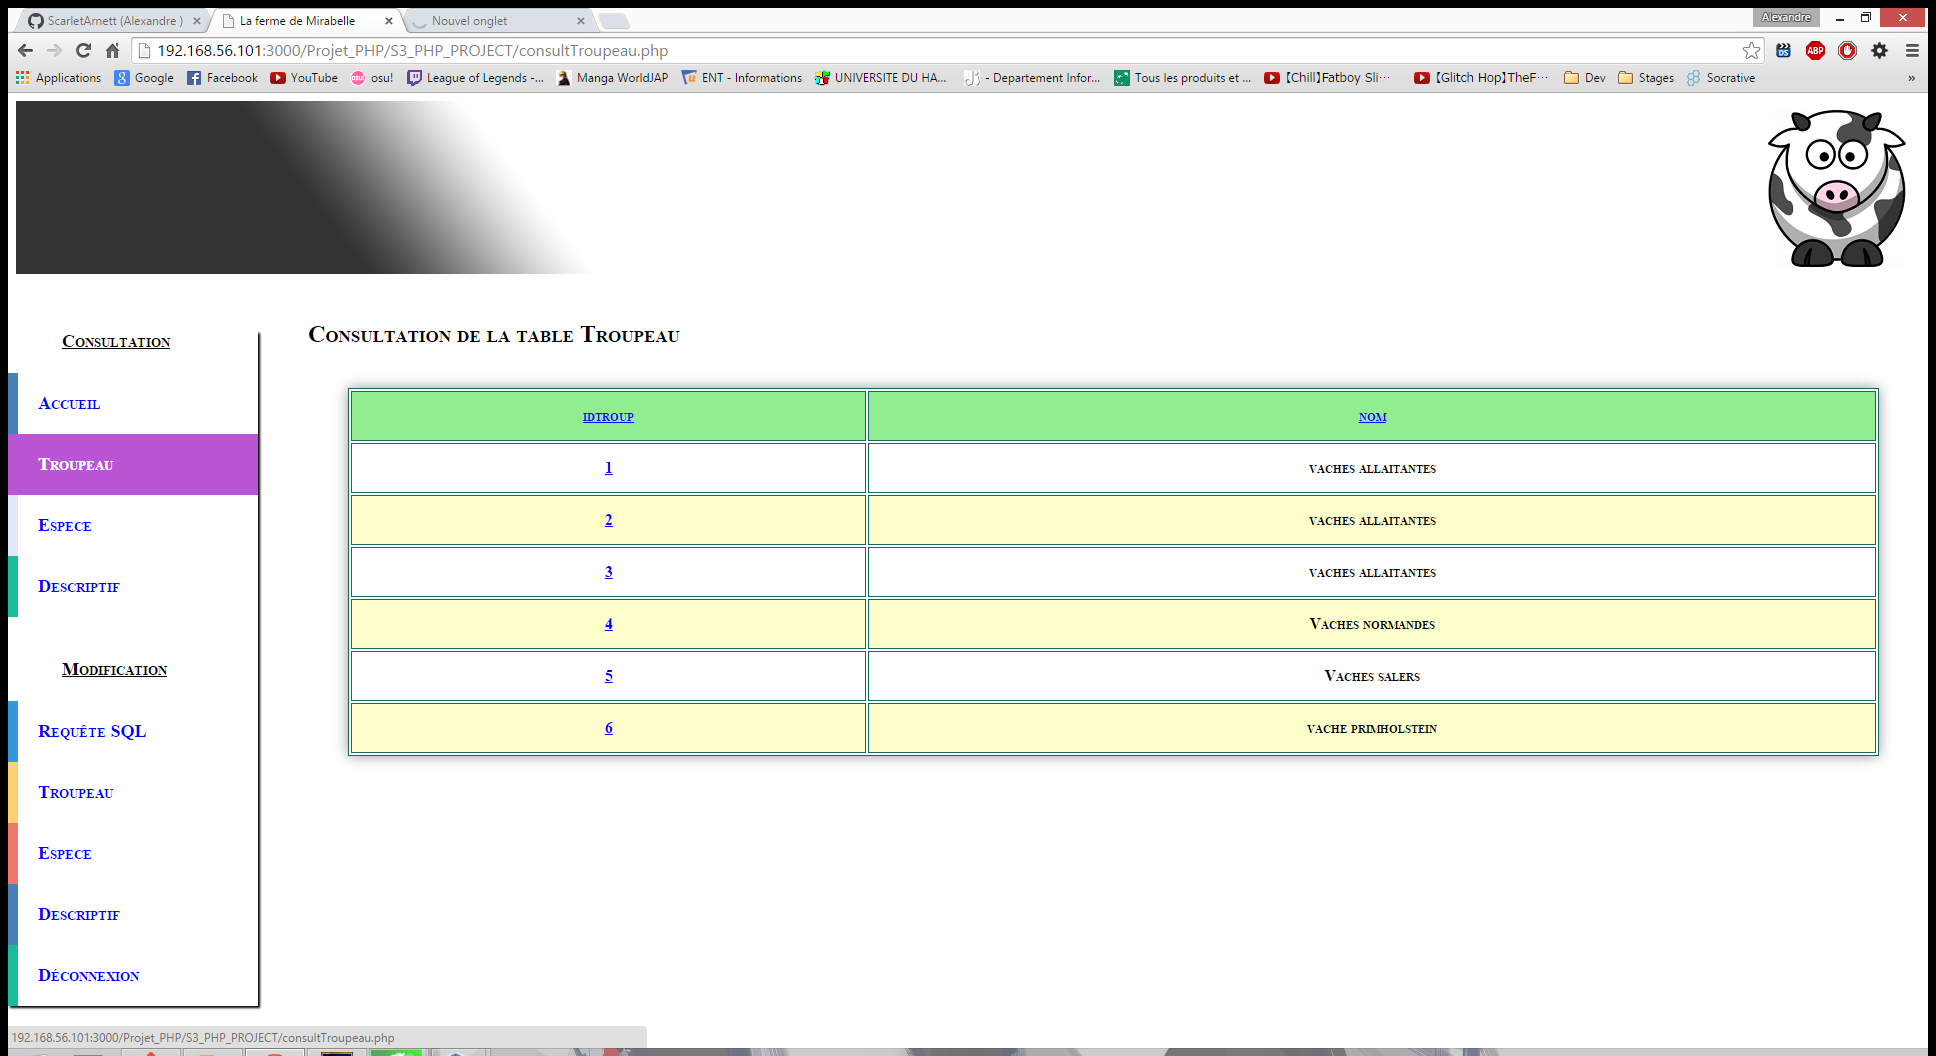 ScarletArnett (Alexandre )
La ferme de Mirabelle
Nouvel onglet
Alexandre
192.168.56.101:3000/Projet_PHP/S3_PHP_PROJECT/consultTroupeau.php
ABP
Applications
Google
Facebook
YouTube
osu!
League of Legends -...
Manga WorldJAP
ENT - Informations
UNIVERSITE DU HA...
- Departement Infor...
Tous les produits et ...
【Chill】Fatboy Sli...
【Glitch Hop】TheF...
Dev
Stages
Socrative
»
Consultation
Accueil
Troupeau
Espece
Descriptif
Modification
Requête SQL
Troupeau
Espece
Descriptif
Déconnexion
Consultation de la table Troupeau
idtroup nom
1 vaches allaitantes
2 vaches allaitantes
3 vaches allaitantes
4 Vaches normandes
5 Vaches salers
6 vache primholstein
192.168.56.101:3000/Projet_PHP/S3_PHP_PROJECT/consultTroupeau.php